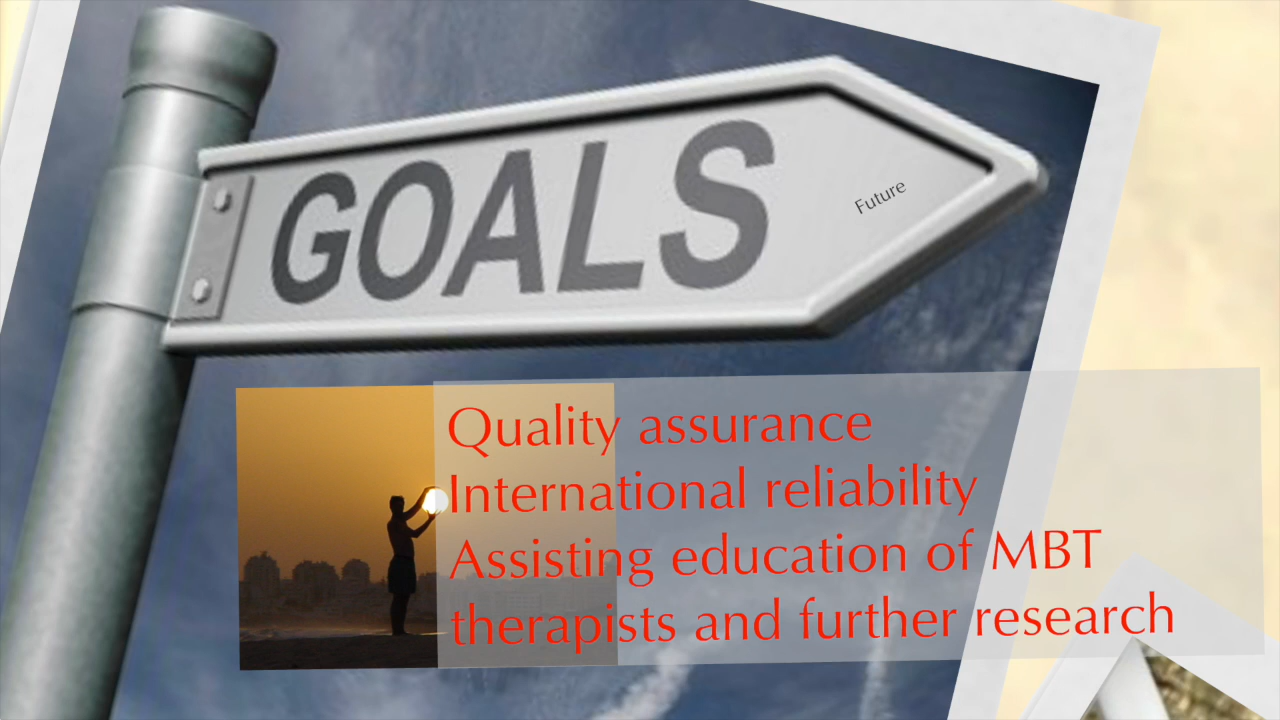 GOALS
Future
Quality assurance
International reliability
Assisting education of MBT
therapists and further research